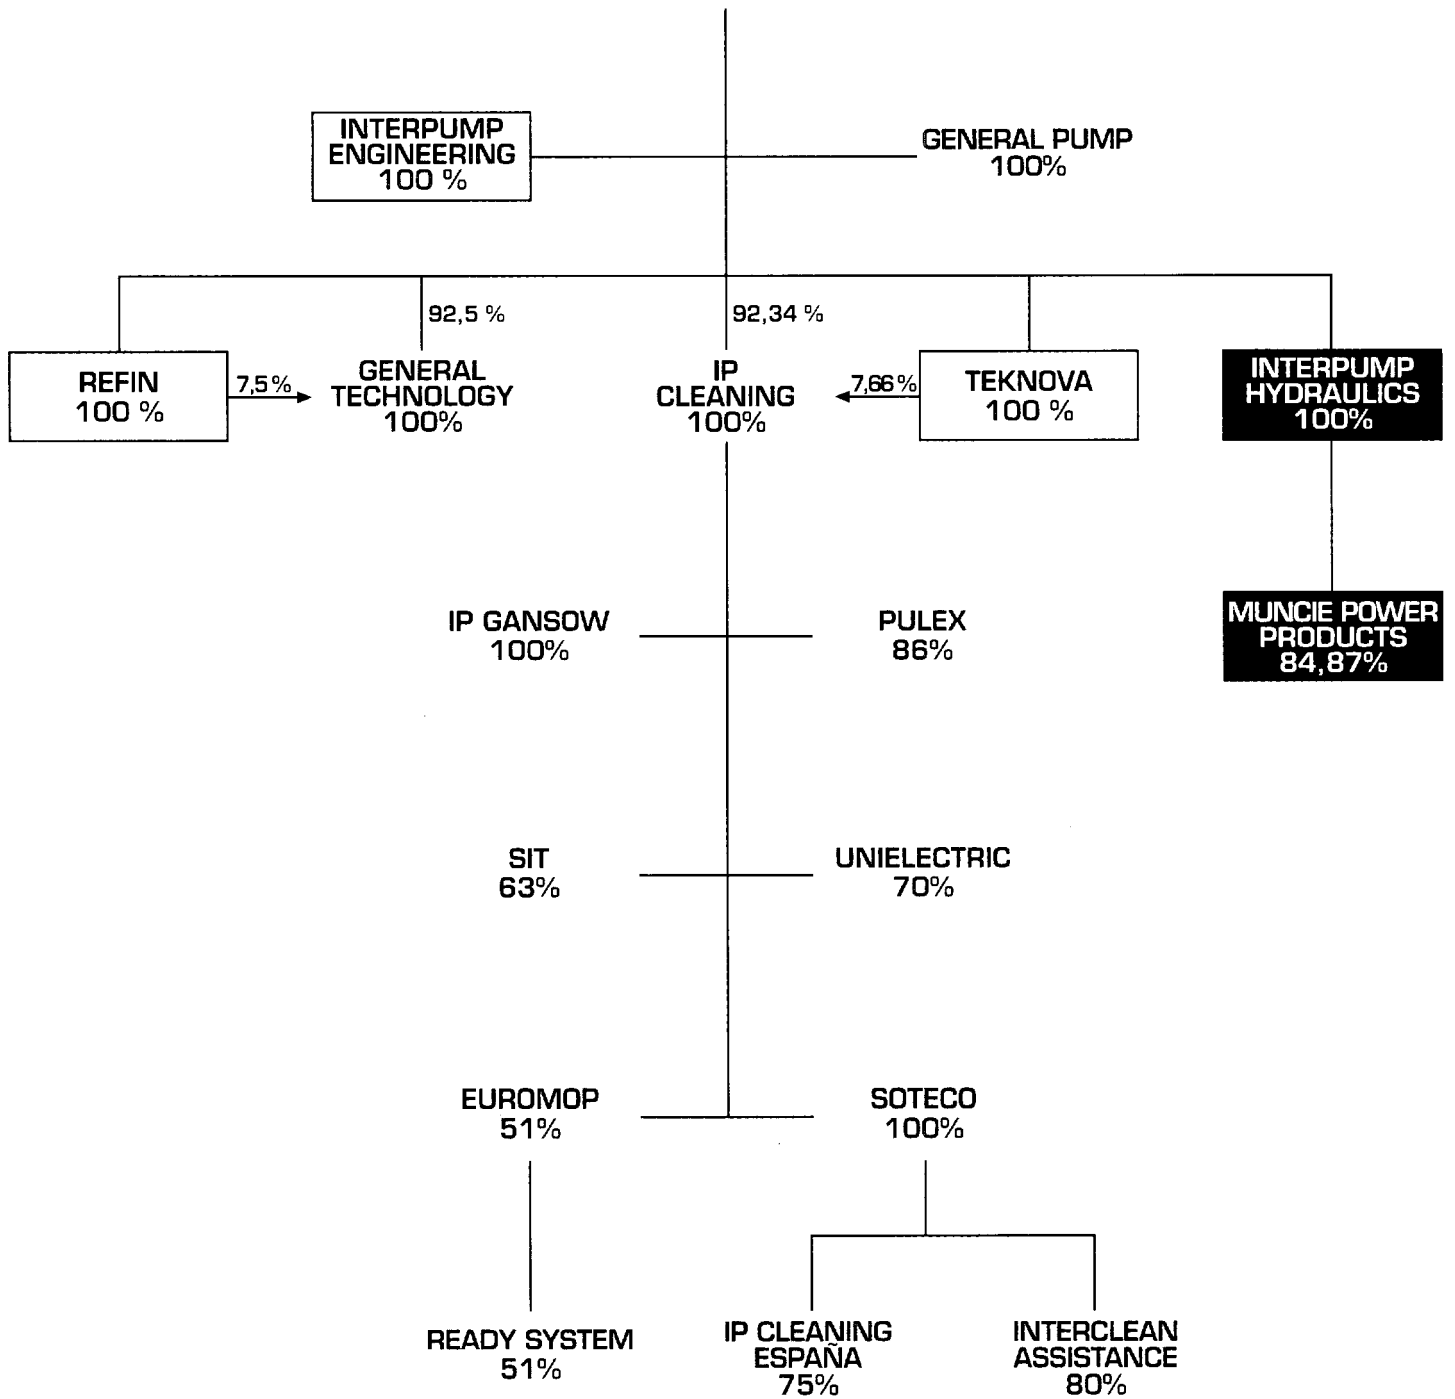 INTERPUMP
ENGINEERING
100 %
GENERAL PUMP
100%
92,5 %
92,34 %
REFIN
100 %
7,5 %
GENERAL
TECHNOLOGY
100%
IP
CLEANING
100%
7,66 %
TEKNOVA
100 %
INTERPUMP
HYDRAULICS
100%
IP GANSOW
100%
PULEX
86%
MUNCIE POWER
PRODUCTS
84,87%
SIT
63%
UNIELECTRIC
70%
EUROMOP
51%
SOTECO
100%
READY SYSTEM
51%
IP CLEANING
ESPAÑA
75%
INTERCLEAN
ASSISTANCE
80%